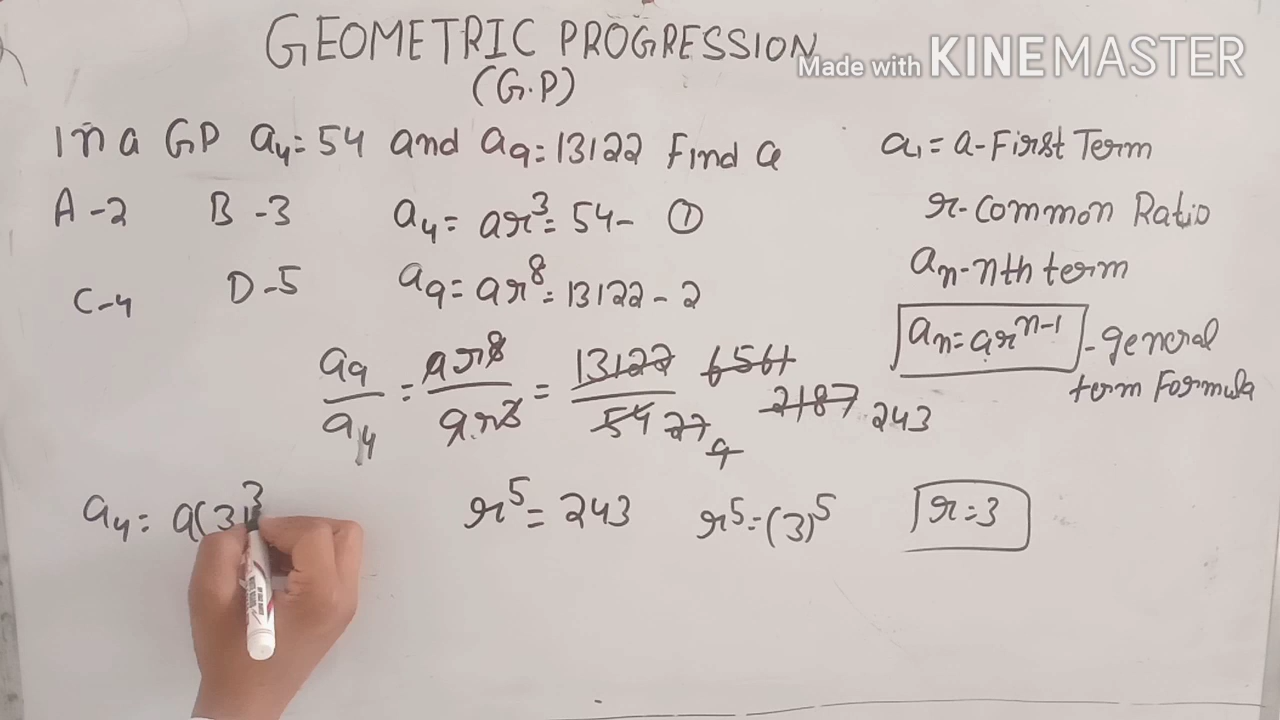 GEOMETRIC PROGRESSION
Made with KINEMASTER
(G.P)
In a GP a₄=54 and a₉=13122 Find a
A-2 B-3
C-4 D-5
a₄= ar³= 54- ①
a₉= ar⁸= 13122 - 2
a₉/a₄ = ar⁸/ar³ = 13122/54 6561 2187 243
27 9
a₁= a-First Term
r-Common Ratio
aₙ-nth term
aₙ=arⁿ⁻¹ -general
term Formula
a₄= a(3)³ r⁵= 243 r⁵=(3)⁵ r=3